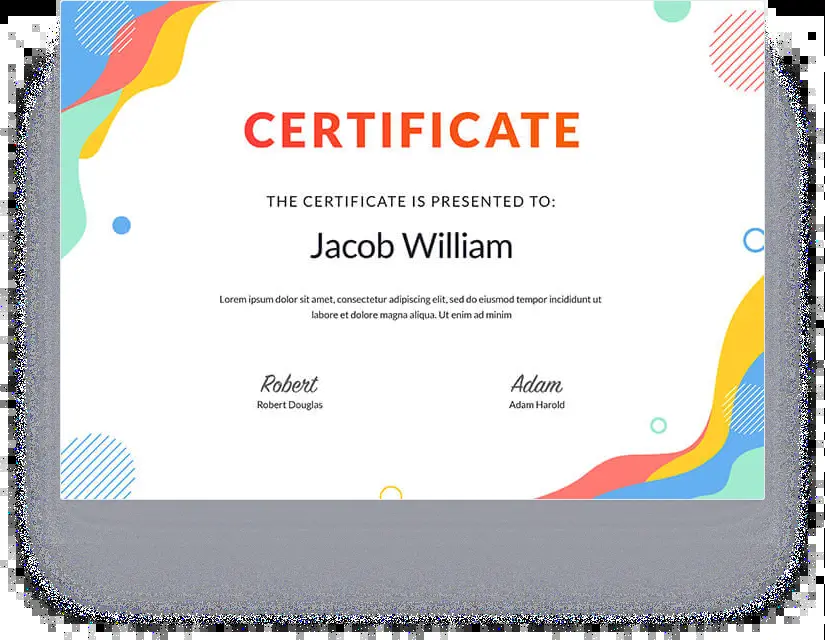 CERTIFICATE
THE CERTIFICATE IS PRESENTED TO:
Jacob William
Lorem ipsum dolor sit amet, consectetur adipiscing elit, sed do eiusmod tempor incididunt ut
labore et dolore magna aliqua. Ut enim ad minim
Robert Adam
Robert Douglas Adam Harold